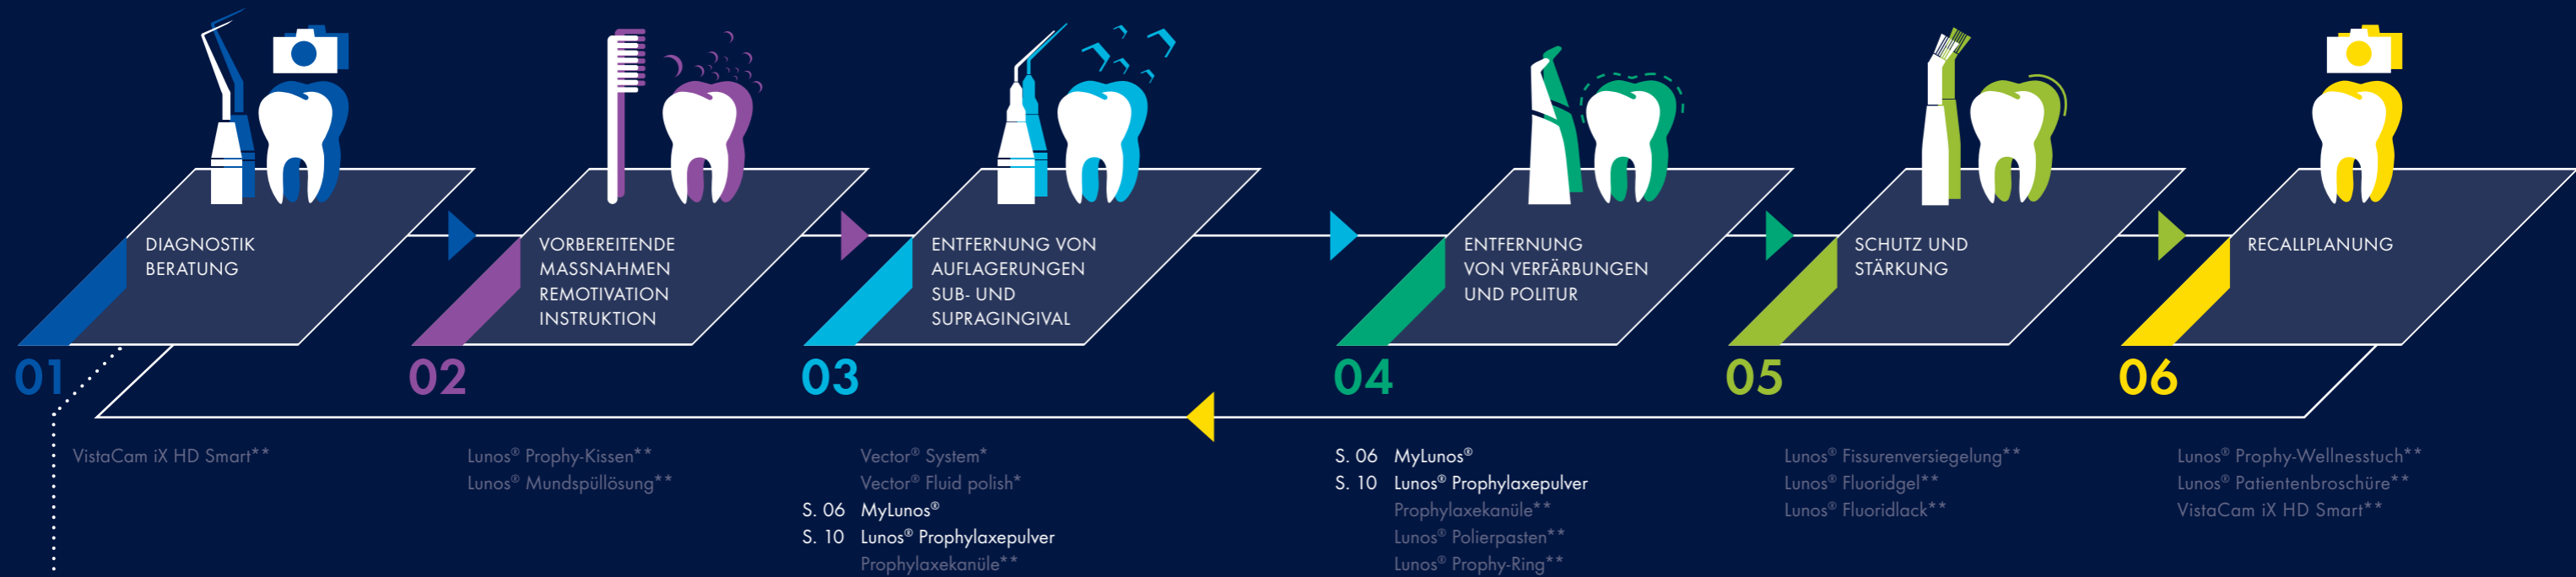 DIAGNOSTIK
BERATUNG
01
VORBEREITENDE
MASSNAHMEN
REMOTIVATION
INSTRUKTION
02
ENTFERNUNG VON
AUFLAGERUNGEN
SUB- UND
SUPRAGINGIVAL
03
ENTFERNUNG
VON VERFÄRBUNGEN
UND POLITUR
04
SCHUTZ UND
STÄRKUNG
05
RECALLPLANUNG
06
VistaCam iX HD Smart**
Lunos® Prophy-Kissen**
Lunos® Mundspüllösung**
Vector® System*
Vector® Fluid polish*
S. 06 MyLunos®
S. 10 Lunos® Prophylaxepulver
Prophylaxekanüle**
S. 06 MyLunos®
S. 10 Lunos® Prophylaxepulver
Prophylaxekanüle**
Lunos® Polierpasten**
Lunos® Prophy-Ring**
Lunos® Fissurenversiegelung**
Lunos® Fluoridgel**
Lunos® Fluoridlack**
Lunos® Prophy-Wellnesstuch**
Lunos® Patientenbroschüre**
VistaCam iX HD Smart**